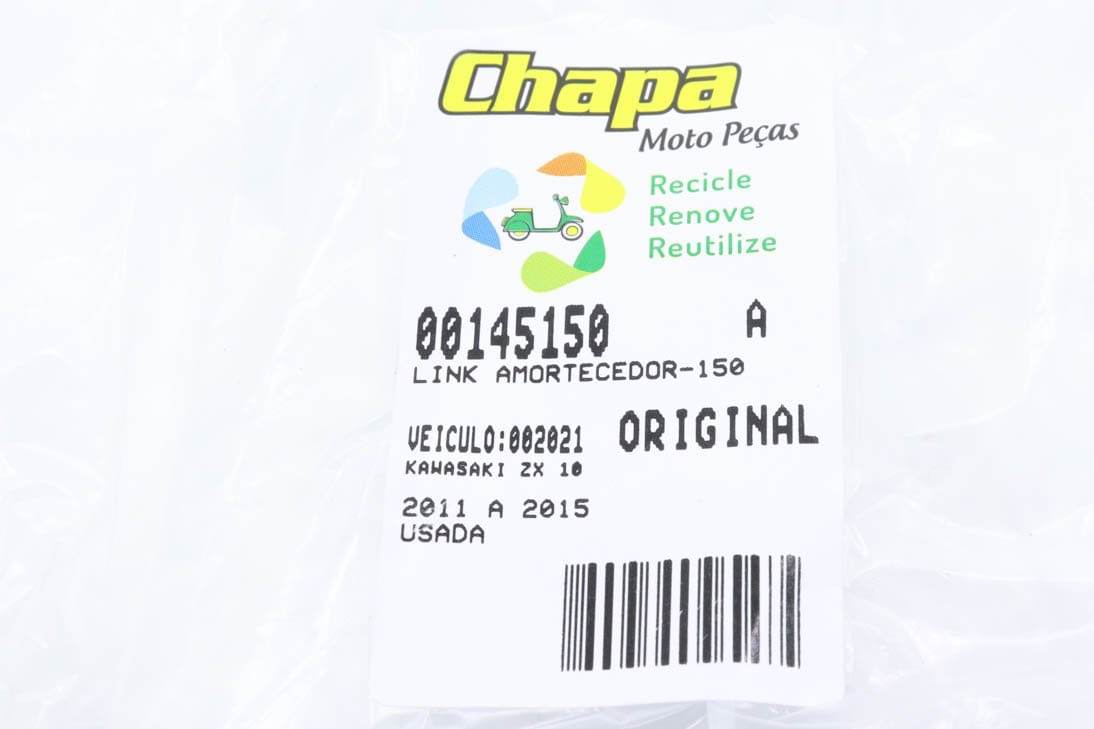 Chapa
Moto Peças
Recicle
Renove
Reutilize
00145150 A
LINK AMORTECEDOR-150
VEICULO:002021 ORIGINAL
KAWASAKI ZX 10
2011 A 2015
USADA